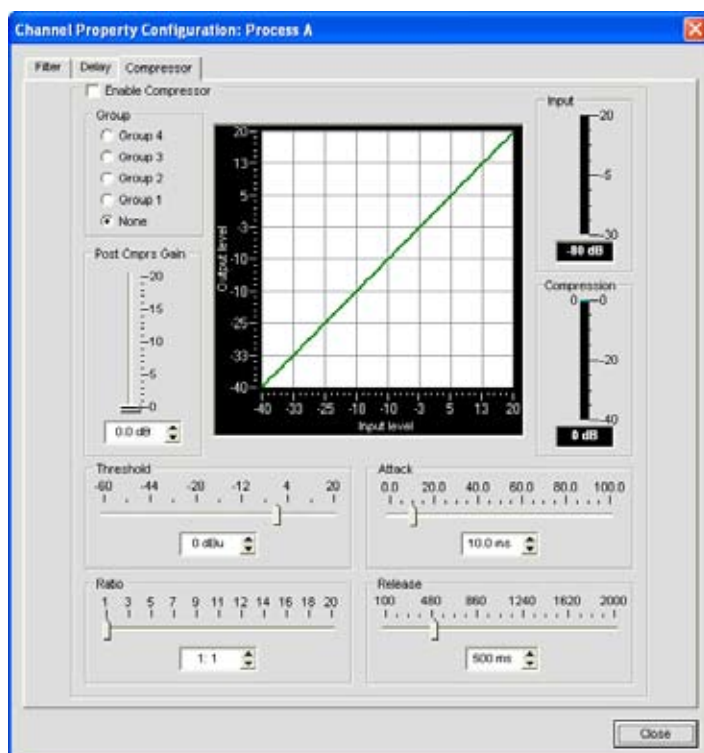 Channel Property Configuration: Process A
Filter Delay Compressor
Enable Compressor
Group
Group 4
Group 3
Group 2
Group 1
None
Post Cmprs Gain
20
15
10
5
0
0.0 dB
Output level
20
13
5
-3
-10
-18
-25
-33
-40
-40 -33 -25 -18 -10 -3 5 13 20
Input level
Input
20
-5
-30
-80 dB
Compression
0 0
-20
-40
0 dB
Threshold
-60 -44 -20 -12 4 20
0 dBu
Attack
0.0 20.0 40.0 60.0 80.0 100.0
10.0 ms
Ratio
1 3 5 7 9 11 12 14 16 18 20
1: 1
Release
100 480 860 1240 1620 2000
500 ms
Close